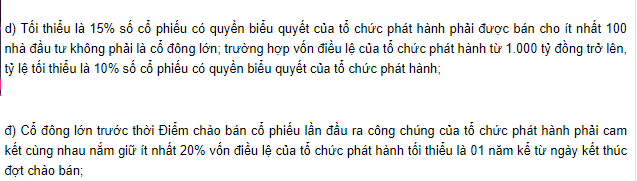 d) Tối thiểu là 15% số cổ phiếu có quyền biểu quyết của tổ chức phát hành phải được bán cho ít nhất 100
nhà đầu tư không phải là cổ đông lớn; trường hợp vốn điều lệ của tổ chức phát hành từ 1.000 tỷ đồng trở lên,
tỷ lệ tối thiểu là 10% số cổ phiếu có quyền biểu quyết của tổ chức phát hành;
đ) Cổ đông lớn trước thời Điểm chào bán cổ phiếu lần đầu ra công chúng của tổ chức phát hành phải cam
kết cùng nhau nắm giữ ít nhất 20% vốn điều lệ của tổ chức phát hành tối thiểu là 01 năm kể từ ngày kết thúc
đợt chào bán;